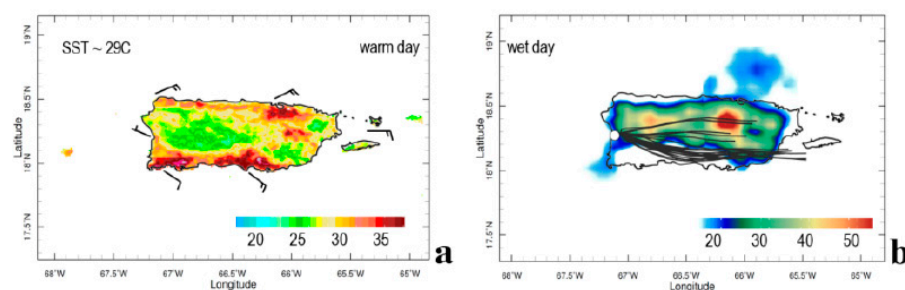 SST ~ 29C
warm day
19°N
18.5°N
18°N
17.5°N
Latitude
20 25 30 35
68°W 67.5°W 67°W 66.5°W 66°W 65.5°W 65°W
Longitude
a
wet day
19°N
18.5°N
18°N
17.5°N
Latitude
20 30 40 50
68°W 67.5°W 67°W 66.5°W 66°W 65.5°W 65°W
Longitude
b